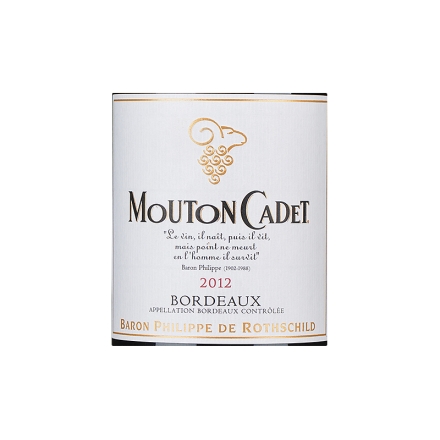 MOUTON CADET
"Le vin, il naît, puis il vit,
mais point ne meurt
en l'homme il survit"
Baron Philippe (1902-1988)
2012
BORDEAUX
APPELLATION BORDEAUX CONTRÔLÉE
BARON PHILIPPE DE ROTHSCHILD